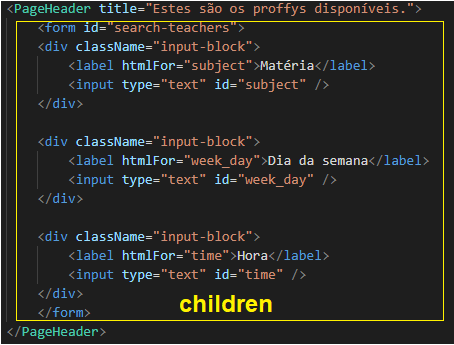 <PageHeader title="Estes são os proffys disponíveis.">
<form id="search-teachers">
<div className="input-block">
<label htmlFor="subject">Matéria</label>
<input type="text" id="subject" />
</div>
<div className="input-block">
<label htmlFor="week_day">Dia da semana</label>
<input type="text" id="week_day" />
</div>
<div className="input-block">
<label htmlFor="time">Hora</label>
<input type="text" id="time" />
</div>
</form>
children
</PageHeader>